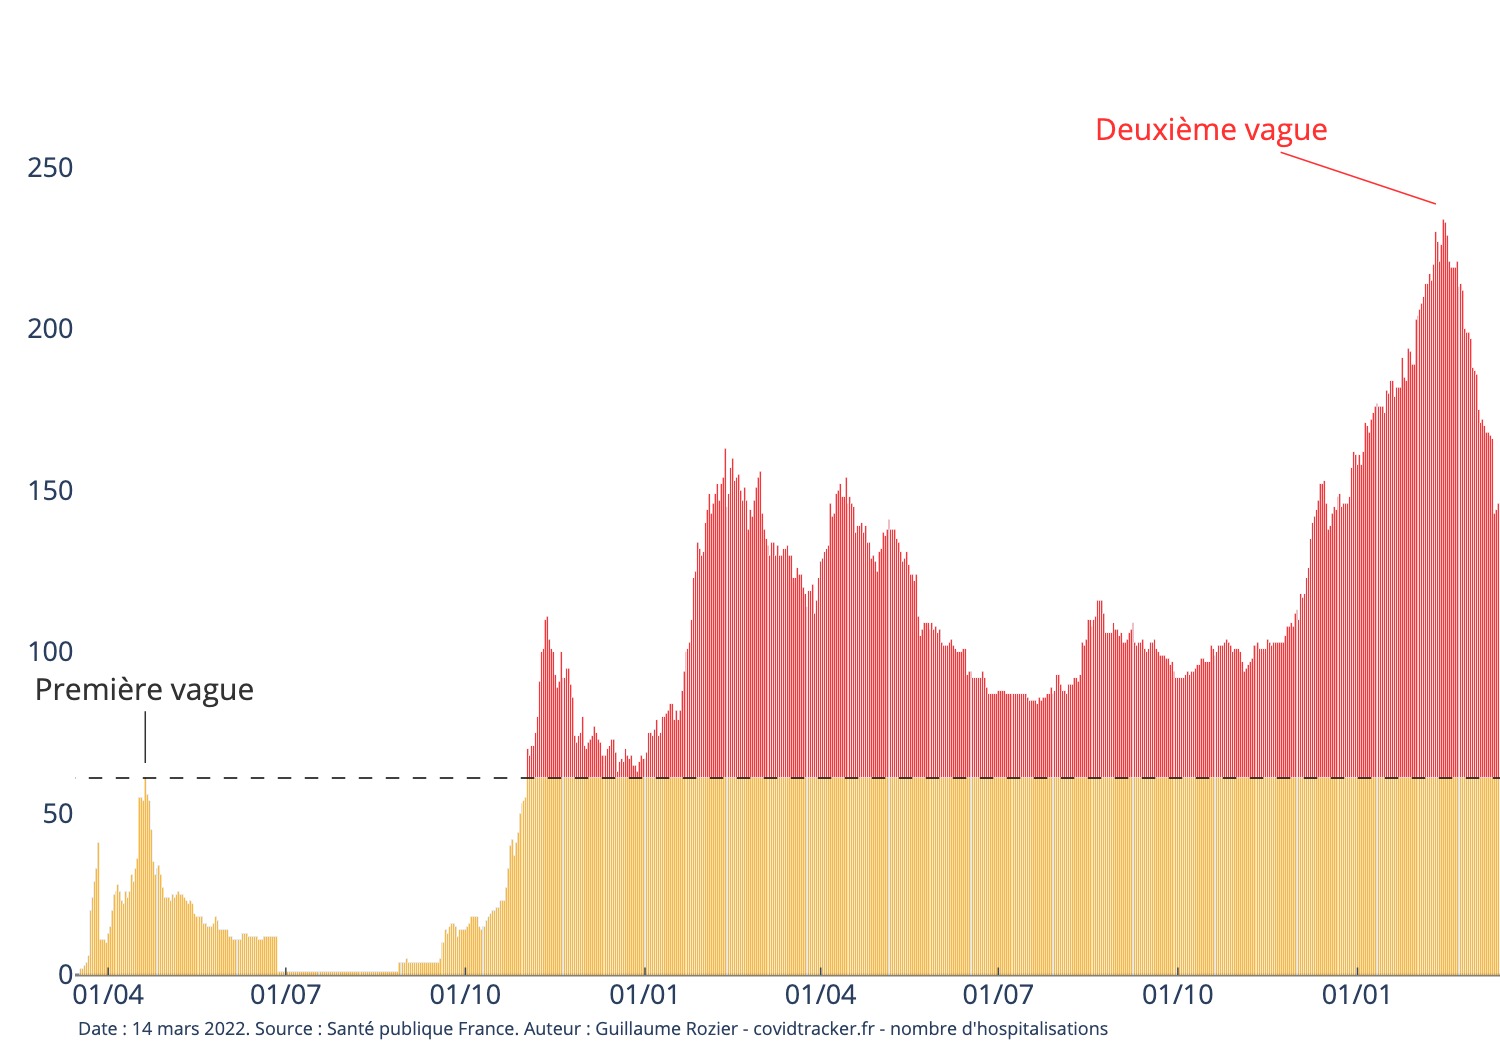 Deuxième vague
250
200
150
100
Première vague
50
0
01/04 01/07 01/10 01/01 01/04 01/07 01/10 01/01
Date : 14 mars 2022. Source : Santé publique France. Auteur : Guillaume Rozier - covidtracker.fr - nombre d'hospitalisations